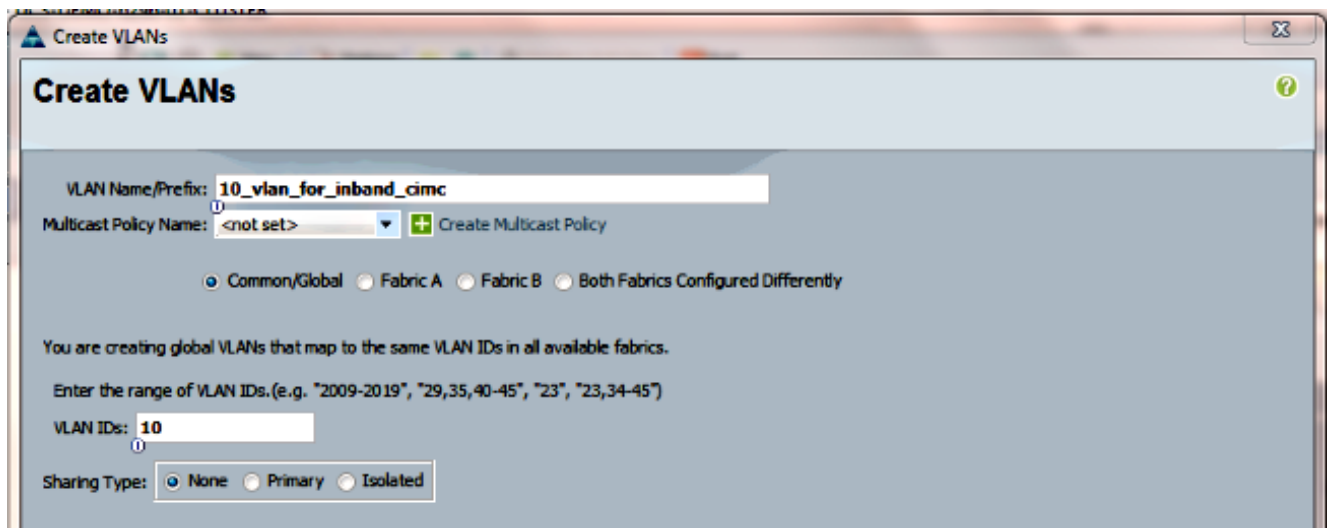 Create VLANs
Create VLANs
VLAN Name/Prefix: 10_vlan_for_inband_cimc
Multicast Policy Name: <not set> Create Multicast Policy
Common/Global Fabric A Fabric B Both Fabrics Configured Differently
You are creating global VLANs that map to the same VLAN IDs in all available fabrics.
Enter the range of VLAN IDs.(e.g. "2009-2019", "29,35,40-45", "23", "23,34-45")
VLAN IDs: 10
Sharing Type: None Primary Isolated